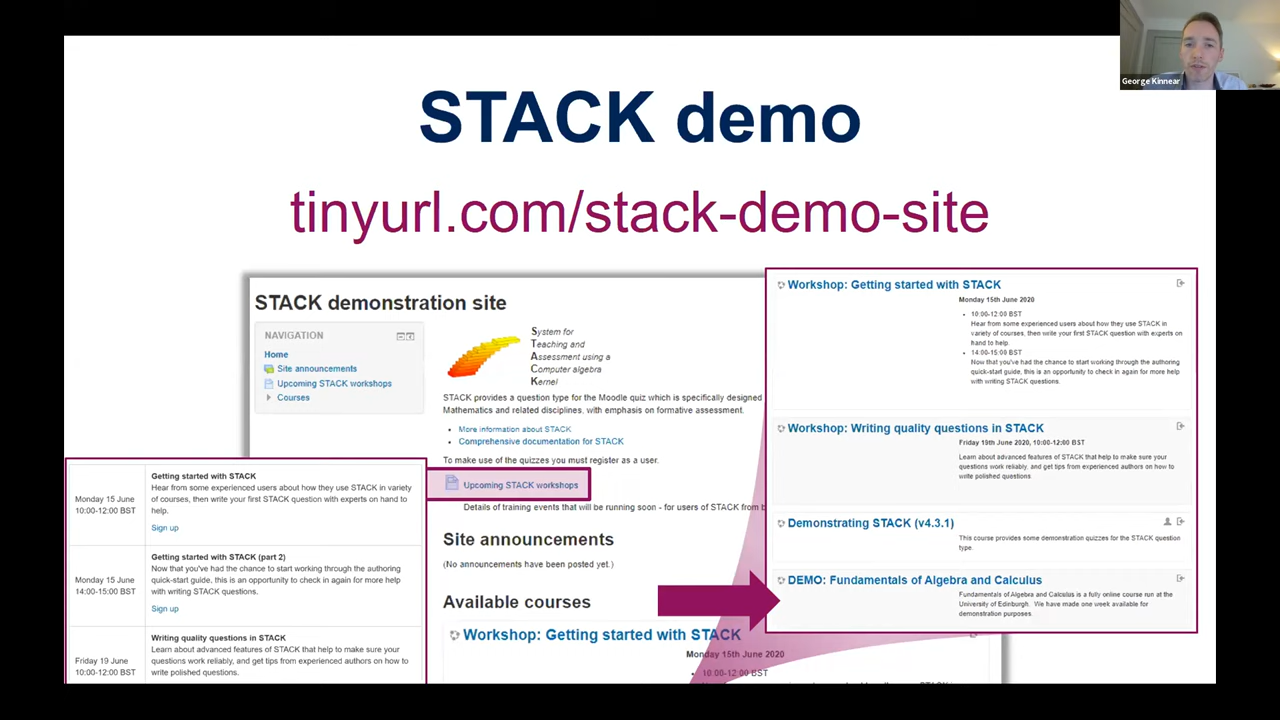 George Kinnear
STACK demo
tinyurl.com/stack-demo-site
STACK demonstration site
NAVIGATION
Home
Site announcements
Upcoming STACK workshops
Courses
System for
Teaching and
Assessment using a
Computer algebra
Kernel
STACK provides a question type for the Moodle quiz which is specifically designed
Mathematics and related disciplines, with emphasis on formative assessment.
More information about STACK
Comprehensive documentation for STACK
To make use of the quizzes you must register as a user.
Upcoming STACK workshops
Details of training events that will be running soon - for users of STACK from b
Site announcements
(No announcements have been posted yet.)
Available courses
Workshop: Getting started with STACK
Monday 15th June 2020
10:00-12:00 BST
Monday 15 June
10:00-12:00 BST
Getting started with STACK
Hear from some experienced users about how they use STACK in variety
of courses, then write your first STACK question with experts on hand to
help.
Sign up
Monday 15 June
14:00-15:00 BST
Getting started with STACK (part 2)
Now that you've had the chance to start working through the authoring
quick-start guide, this is an opportunity to check in again for more help
with writing STACK questions.
Sign up
Friday 19 June
10:00-12:00 BST
Writing quality questions in STACK
Learn about advanced features of STACK that help to make sure your
questions work reliably, and get tips from experienced authors on how to
write polished questions.
Workshop: Getting started with STACK
Monday 15th June 2020
10:00-12:00 BST
Hear from some experienced users about how they use STACK in
variety of courses, then write your first STACK question with experts on
hand to help.
14:00-15:00 BST
Now that you've had the chance to start working through the authoring
quick-start guide, this is an opportunity to check in again for more help
with writing STACK questions.
Workshop: Writing quality questions in STACK
Friday 19th June 2020, 10:00-12:00 BST
Learn about advanced features of STACK that help to make sure your
questions work reliably, and get tips from experienced authors on how to
write polished questions
Demonstrating STACK (v4.3.1)
This course provides some demonstration quizzes for the STACK question
type.
DEMO: Fundamentals of Algebra and Calculus
Fundamentals of Algebra and Calculus is a fully online course run at the
University of Edinburgh. We have made one week available for
demonstration purposes